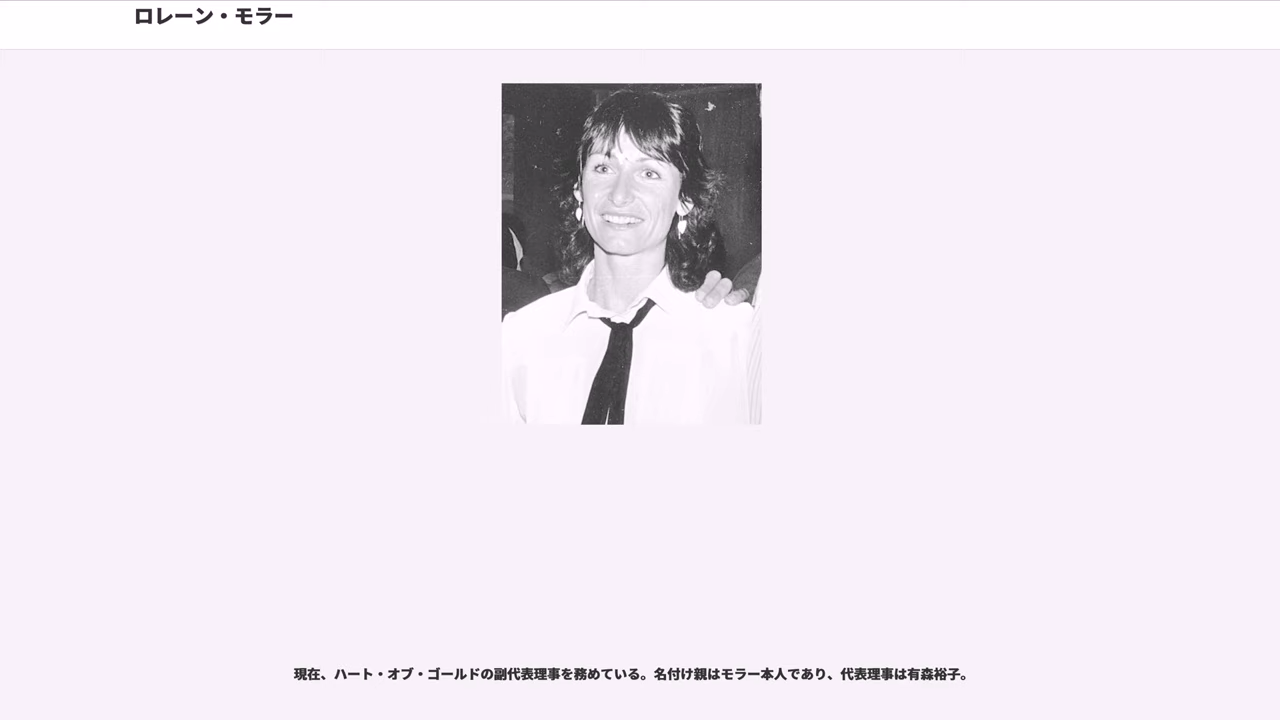 ロレーン・モラー
現在、ハート・オブ・ゴールドの副代表理事を務めている。名付け親はモラー本人であり、代表理事は有森裕子。